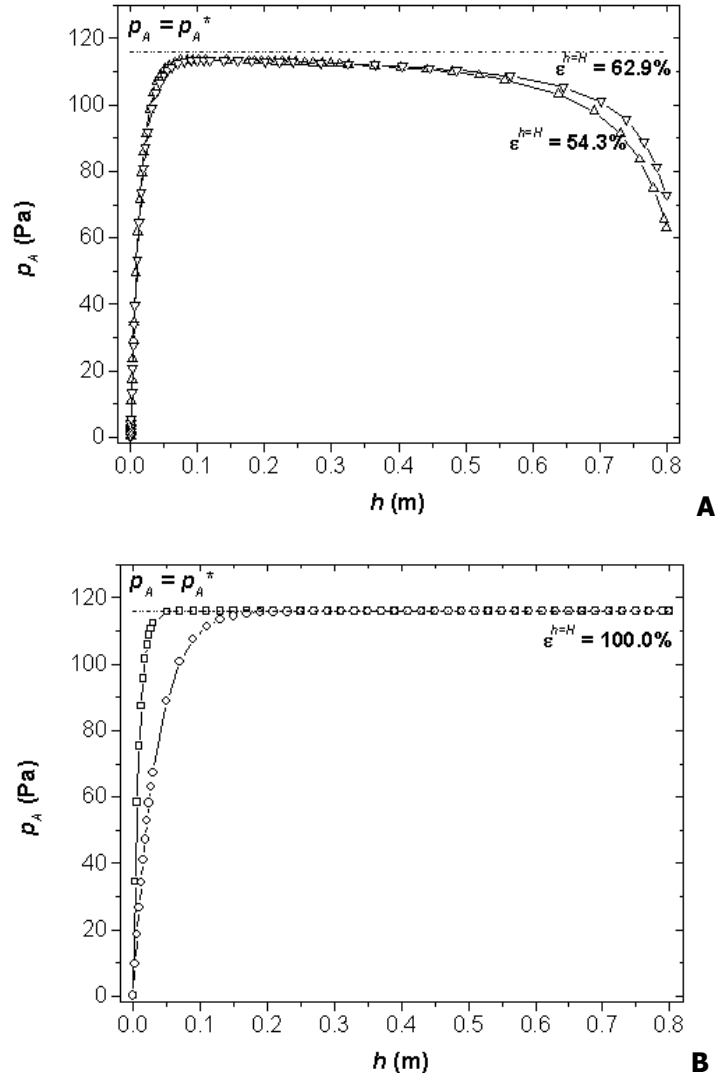 p_A = p_A*
120
100
80
60
40
20
0
p_A (Pa)
ε^h=H = 62.9%
ε^h=H = 54.3%
0.0 0.1 0.2 0.3 0.4 0.5 0.6 0.7 0.8
h (m)
A
p_A = p_A*
120
100
80
60
40
20
0
p_A (Pa)
ε^h=H = 100.0%
0.0 0.1 0.2 0.3 0.4 0.5 0.6 0.7 0.8
h (m)
B